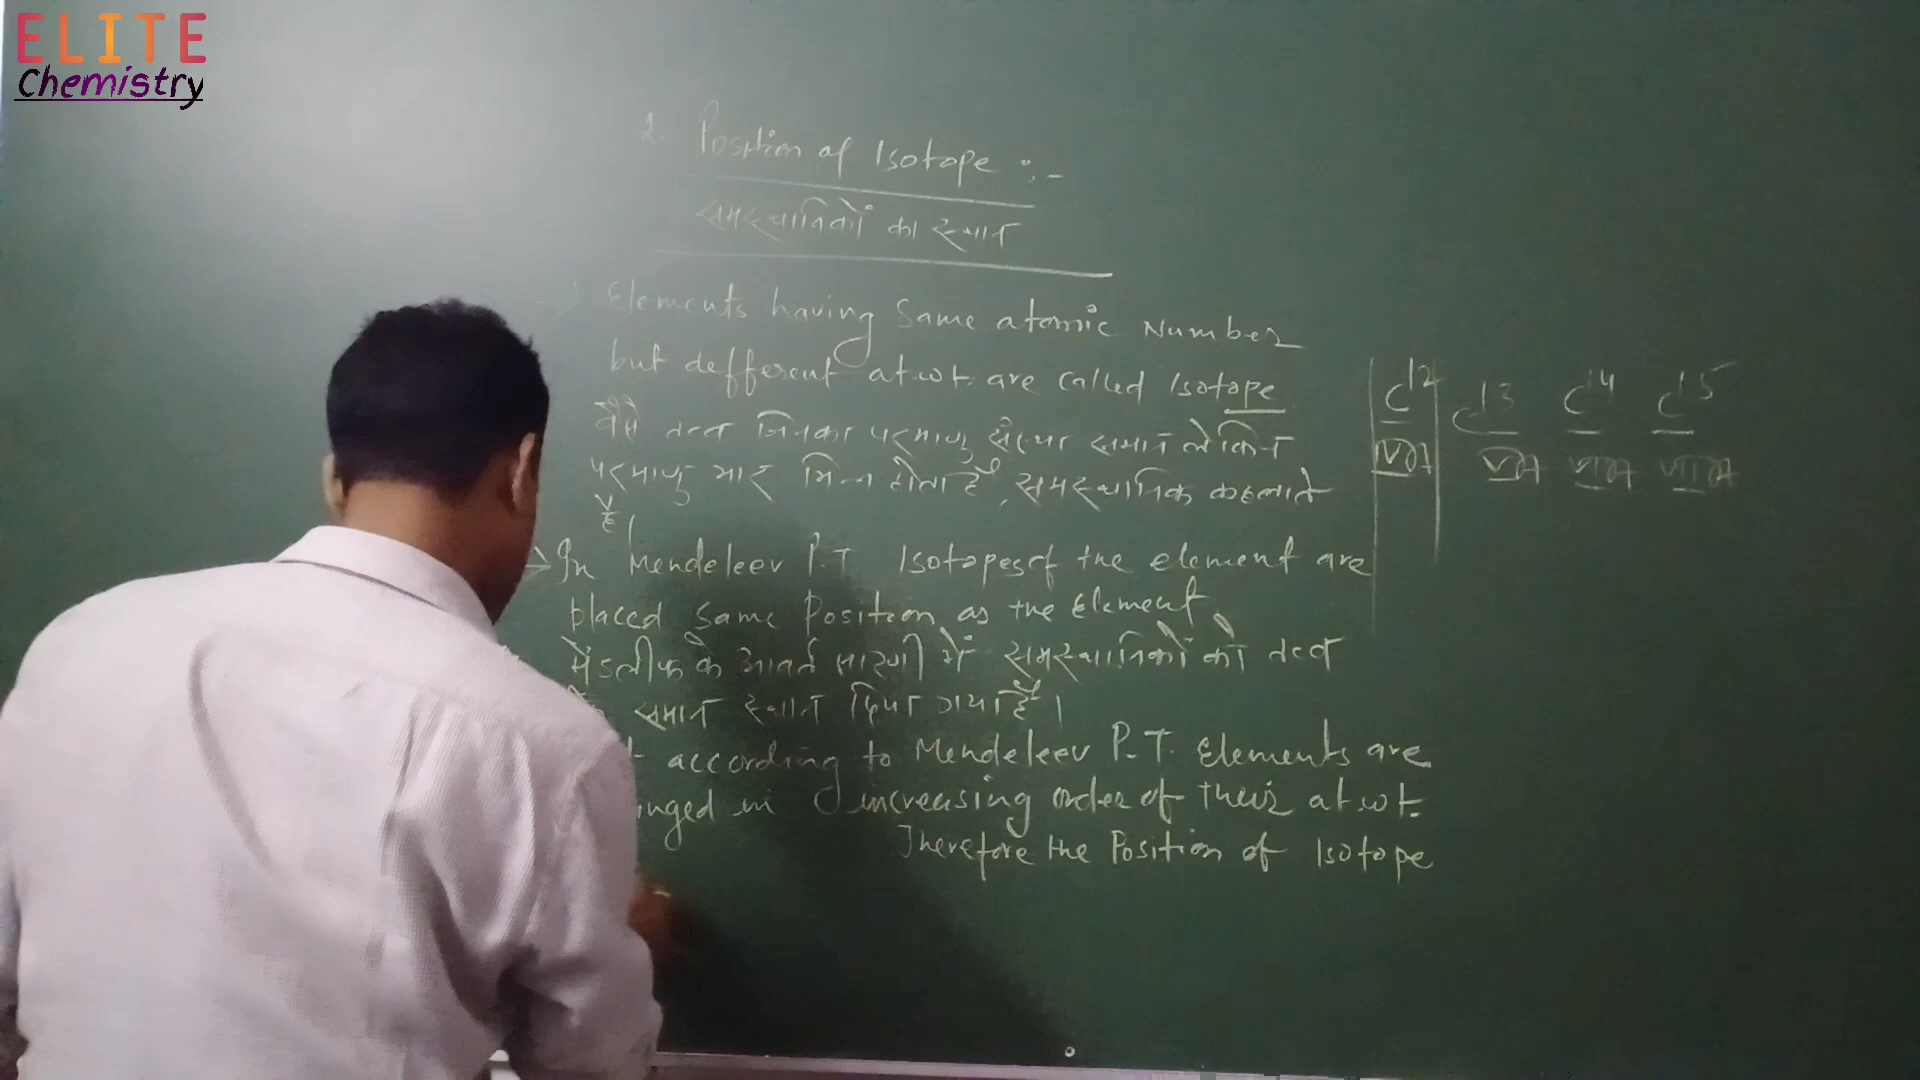 ELITE
Chemistry
2. Position of Isotope :-
समस्थानिकों का स्थान
→ Elements having Same atomic Number
but defferent at.wt. are called Isotope
वैसे तत्व जिनका परमाणु संख्या समान लेकिन
परमाणु भार भिन्न होता है, समस्थानिक कहलाते
है
→ In Mendeleev P.T Isotopes of the element are
placed Same Position as the Element
मेंडलीफ के आवर्त सारणी में समस्थानिकों को तत्व
समान स्थान दिया गया है।
according to Mendeleev P.T. Elements are
in increasing order of their at.wt.
Therefore the Position of Isotope
C12 C13 C14 C15